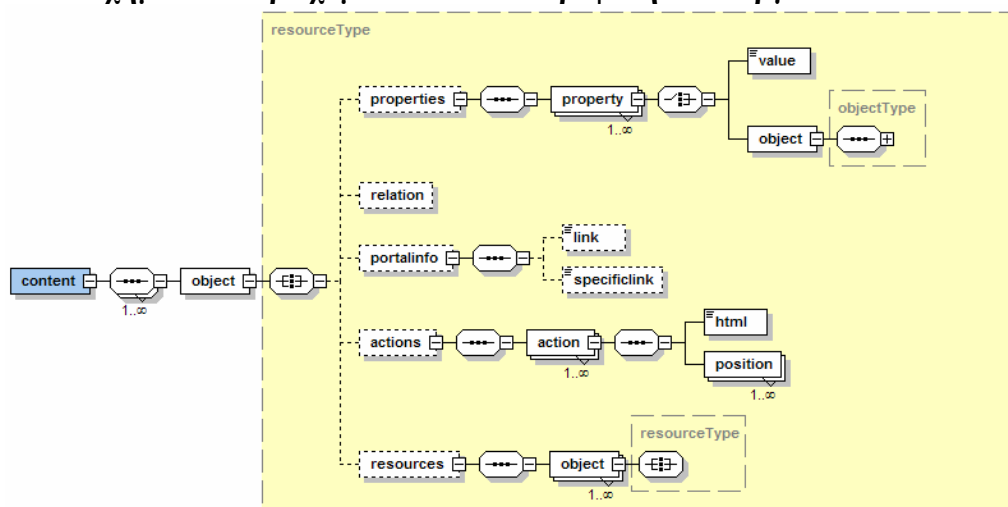 resourceType
value
properties
property
1..∞
objectType
object
relation
link
portalinfo
specificlink
content
1..∞
object
html
actions
action
1..∞
position
1..∞
resourceType
resources
object
1..∞